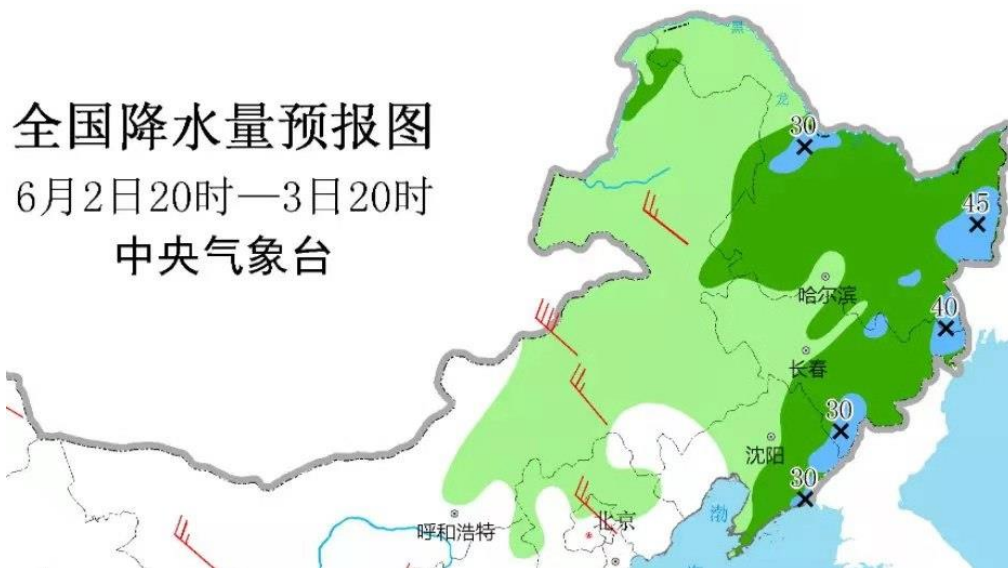 全国降水量预报图
6月2日20时—3日20时
中央气象台
黑
龙
30
45
哈尔滨
40
长春
30
沈阳
30
渤
呼和浩特
北京